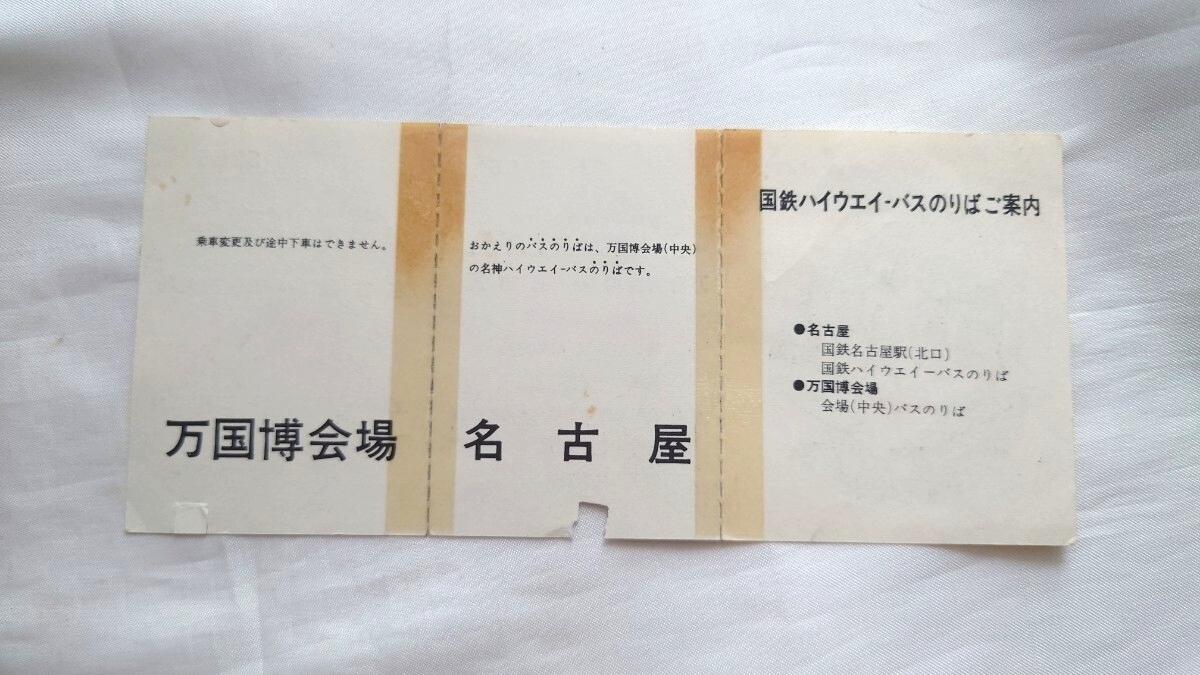 乗車変更及び途中下車はできません。
万国博会場
おかえりのバスのりばは、万国博会場(中央)
の名神ハイウエイ-バスのりばです。
名古屋
国鉄ハイウエイ-バスのりばご案内
●名古屋
国鉄名古屋駅(北口)
国鉄ハイウエイーバスのりば
●万国博会場
会場(中央)バスのりば